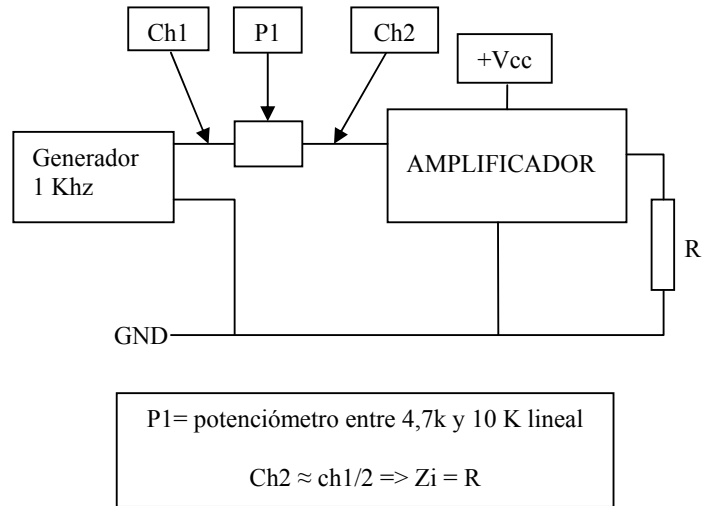 Ch1
P1
Ch2
+Vcc
Generador
1 Khz
AMPLIFICADOR
R
GND
P1= potenciómetro entre 4,7k y 10 K lineal
Ch2 ≈ ch1/2 => Zi = R